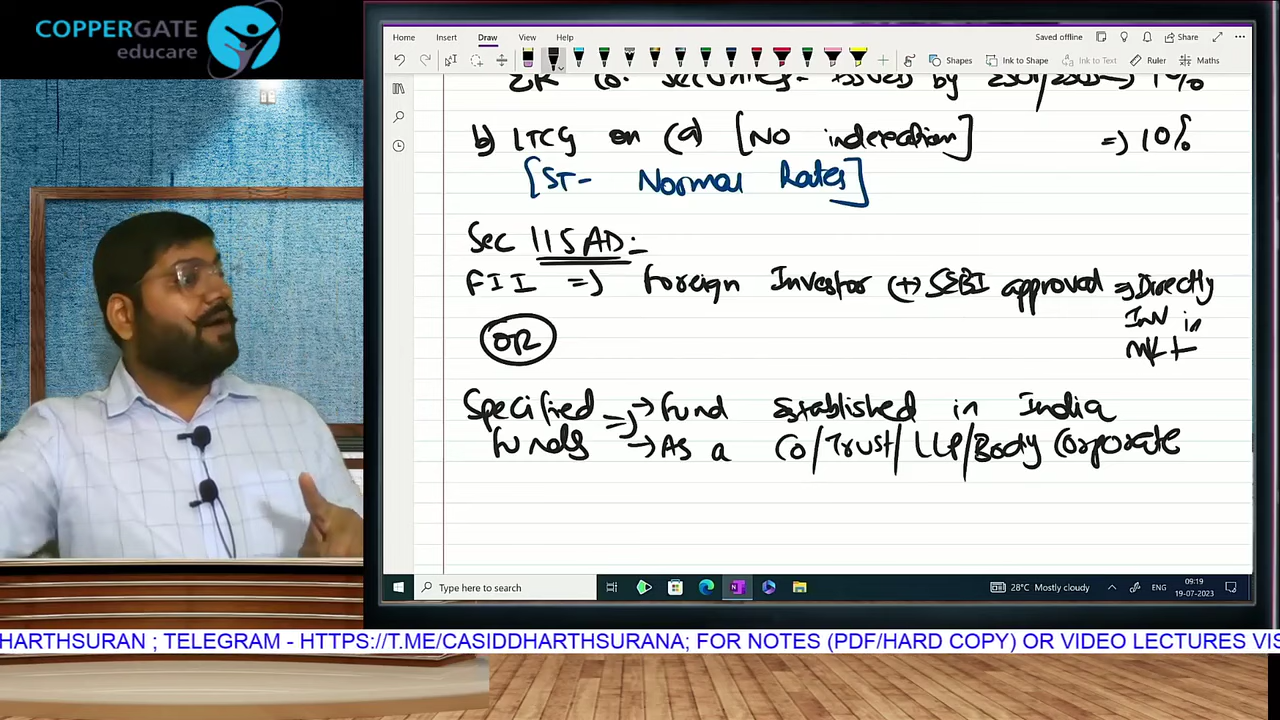 COPPERGATE
educare
Home Insert Draw View Help
Saved offline
Share
Shapes
Ink to Shape
Ink to Text
Ruler
Maths
b) LTCG on (a) [NO indexation] => 10%
[ST- Normal Rates]
Sec 115AD:-
FII => Foreign Investor (+) SEBI approved => Directly
Inv in
Mkt
OR
Specified funds => → Fund established in India
→ As a Co/Trust/LLP/Body Corporate
Type here to search
28°C Mostly cloudy
ENG
09:19
19-07-2023
HARTHSURAN ; TELEGRAM - HTTPS://T.ME/CASIDDHARTHSURANA; FOR NOTES (PDF/HARD COPY) OR VIDEO LECTURES VIS